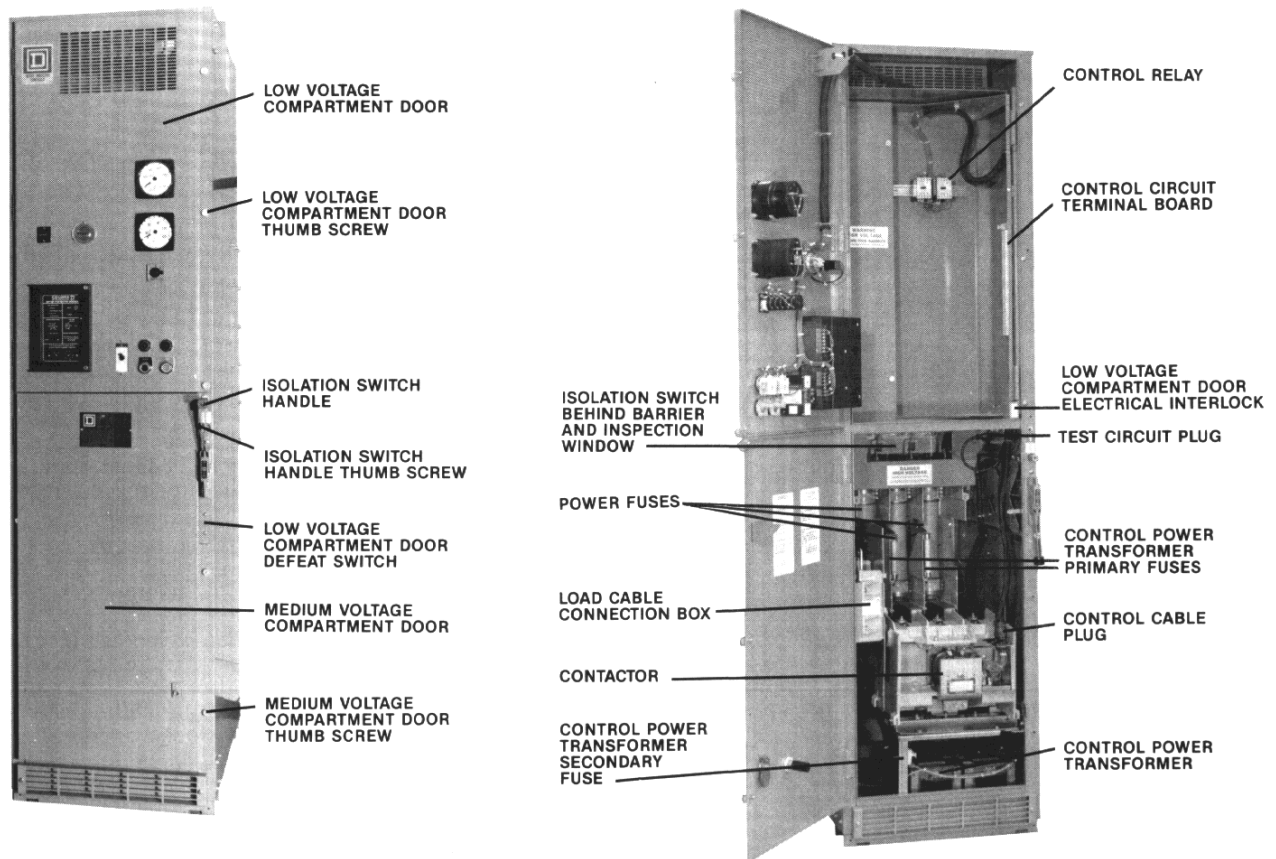 LOW VOLTAGE
COMPARTMENT DOOR
LOW VOLTAGE
COMPARTMENT DOOR
THUMB SCREW
ISOLATION SWITCH
HANDLE
ISOLATION SWITCH
HANDLE THUMB SCREW
LOW VOLTAGE
COMPARTMENT DOOR
DEFEAT SWITCH
MEDIUM VOLTAGE
COMPARTMENT DOOR
MEDIUM VOLTAGE
COMPARTMENT DOOR
THUMB SCREW
ISOLATION SWITCH
BEHIND BARRIER
AND INSPECTION
WINDOW
POWER FUSES
LOAD CABLE
CONNECTION BOX
CONTACTOR
CONTROL POWER
TRANSFORMER
SECONDARY
FUSE
CONTROL RELAY
CONTROL CIRCUIT
TERMINAL BOARD
LOW VOLTAGE
COMPARTMENT DOOR
ELECTRICAL INTERLOCK
TEST CIRCUIT PLUG
CONTROL POWER
TRANSFORMER
PRIMARY FUSES
CONTROL CABLE
PLUG
CONTROL POWER
TRANSFORMER
DANGER
HIGH VOLTAGE